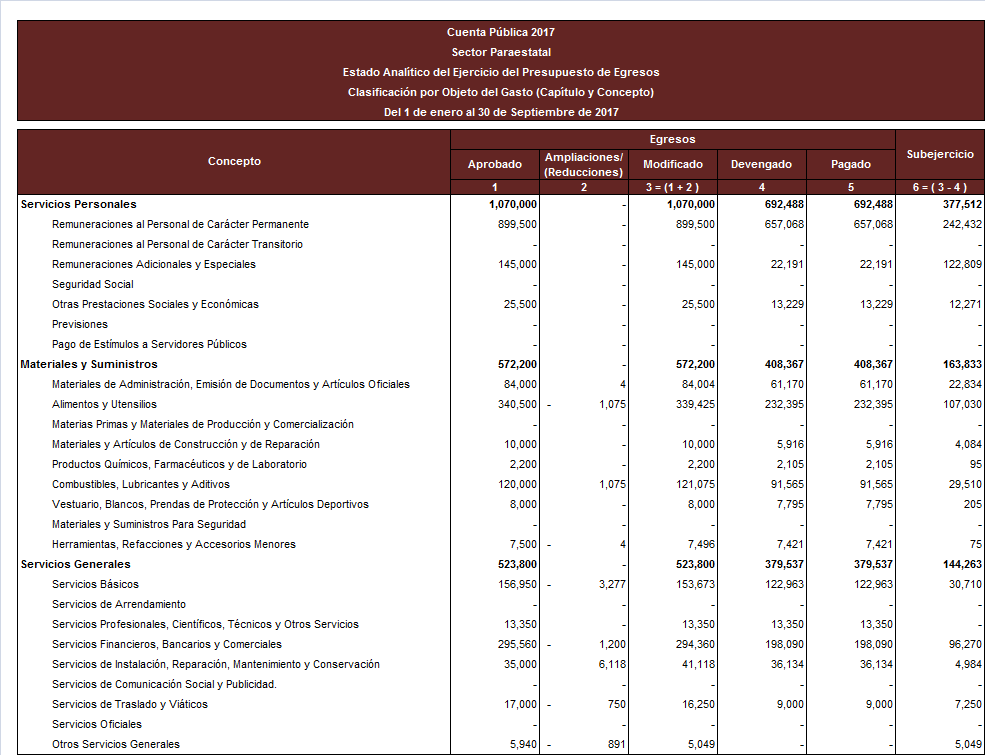 Cuenta Pública 2017
Sector Paraestatal
Estado Analítico del Ejercicio del Presupuesto de Egresos
Clasificación por Objeto del Gasto (Capítulo y Concepto)
Del 1 de enero al 30 de Septiembre de 2017
Egresos
Concepto Aprobado Ampliaciones/ (Reducciones) Modificado Devengado Pagado Subejercicio
1 2 3 = (1 + 2 ) 4 5 6 = ( 3 - 4 )
Servicios Personales 1,070,000 - 1,070,000 692,488 692,488 377,512
Remuneraciones al Personal de Carácter Permanente 899,500 - 899,500 657,068 657,068 242,432
Remuneraciones al Personal de Carácter Transitorio - - - - - -
Remuneraciones Adicionales y Especiales 145,000 - 145,000 22,191 22,191 122,809
Seguridad Social - - - - - -
Otras Prestaciones Sociales y Económicas 25,500 - 25,500 13,229 13,229 12,271
Previsiones - - - - - -
Pago de Estímulos a Servidores Públicos - - - - - -
Materiales y Suministros 572,200 - 572,200 408,367 408,367 163,833
Materiales de Administración, Emisión de Documentos y Artículos Oficiales 84,000 4 84,004 61,170 61,170 22,834
Alimentos y Utensilios 340,500 - 1,075 339,425 232,395 232,395 107,030
Materias Primas y Materiales de Producción y Comercialización - - - - - -
Materiales y Artículos de Construcción y de Reparación 10,000 - 10,000 5,916 5,916 4,084
Productos Químicos, Farmacéuticos y de Laboratorio 2,200 - 2,200 2,105 2,105 95
Combustibles, Lubricantes y Aditivos 120,000 1,075 121,075 91,565 91,565 29,510
Vestuario, Blancos, Prendas de Protección y Artículos Deportivos 8,000 - 8,000 7,795 7,795 205
Materiales y Suministros Para Seguridad - - - - - -
Herramientas, Refacciones y Accesorios Menores 7,500 - 4 7,496 7,421 7,421 75
Servicios Generales 523,800 - 523,800 379,537 379,537 144,263
Servicios Básicos 156,950 - 3,277 153,673 122,963 122,963 30,710
Servicios de Arrendamiento - - - - - -
Servicios Profesionales, Científicos, Técnicos y Otros Servicios 13,350 - 13,350 13,350 13,350 -
Servicios Financieros, Bancarios y Comerciales 295,560 - 1,200 294,360 198,090 198,090 96,270
Servicios de Instalación, Reparación, Mantenimiento y Conservación 35,000 6,118 41,118 36,134 36,134 4,984
Servicios de Comunicación Social y Publicidad. - - - - - -
Servicios de Traslado y Viáticos 17,000 - 750 16,250 9,000 9,000 7,250
Servicios Oficiales - - - - - -
Otros Servicios Generales 5,940 - 891 5,049 - - 5,049